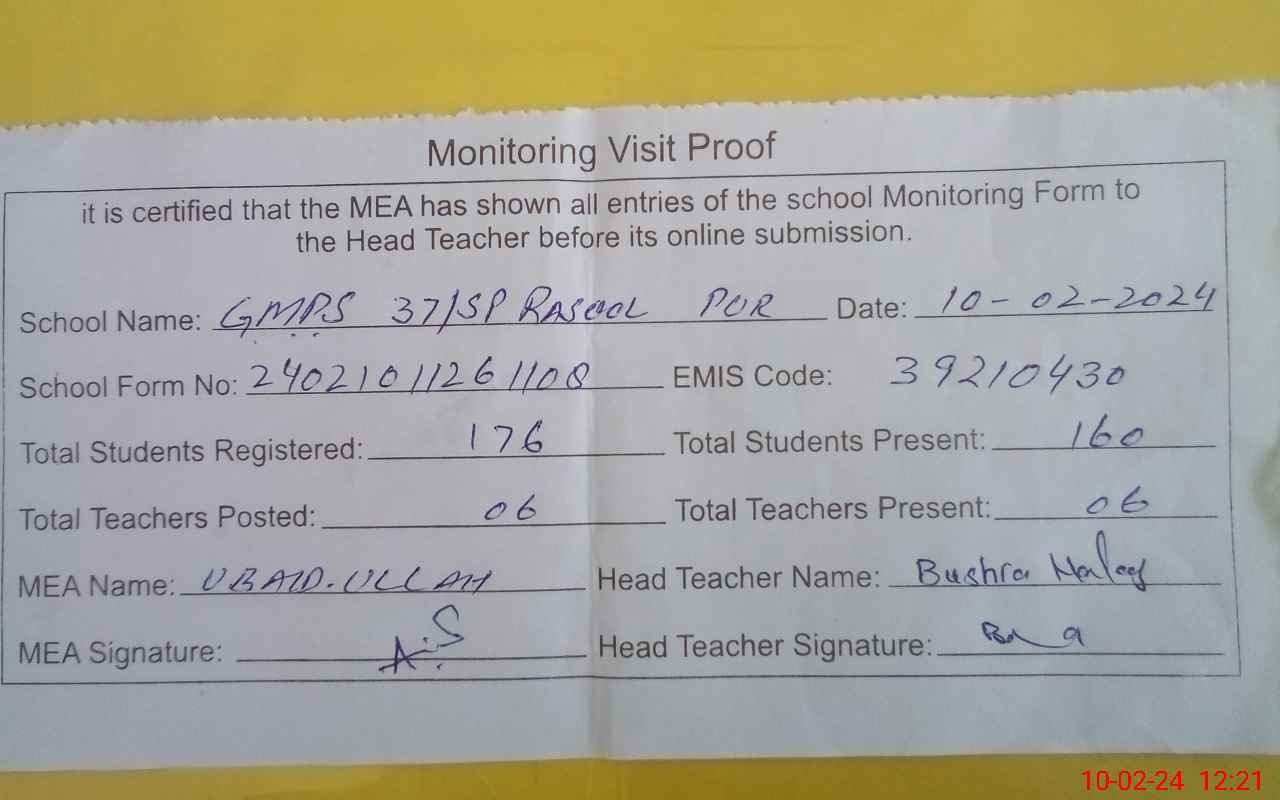 Monitoring Visit Proof
it is certified that the MEA has shown all entries of the school Monitoring Form to
the Head Teacher before its online submission.
School Name: GMPS 37/SP RASOOL PUR Date: 10-02-2024
School Form No: 24021011261108 EMIS Code: 39210430
Total Students Registered: 176 Total Students Present: 160
Total Teachers Posted: 06 Total Teachers Present: 06
MEA Name: UBAID.ULLAH Head Teacher Name: Bushra
MEA Signature: Head Teacher Signature:
10-02-24 12:21